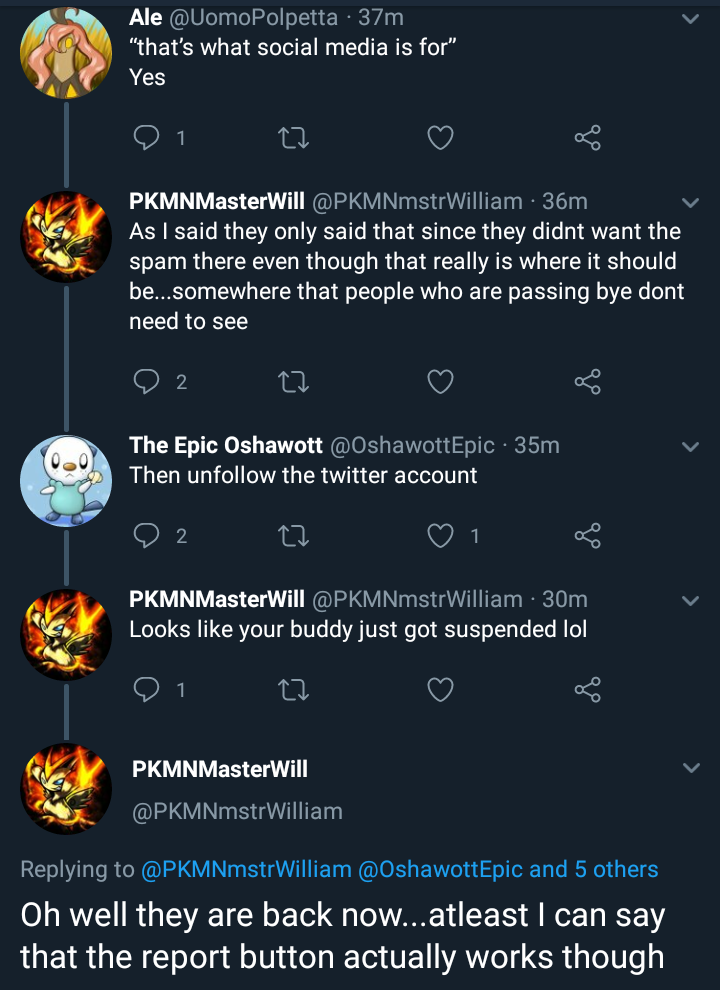 Ale @UomoPolpetta · 37m
“that’s what social media is for”
Yes
1
PKMNMasterWill @PKMNmstrWilliam · 36m
As I said they only said that since they didnt want the
spam there even though that really is where it should
be...somewhere that people who are passing bye dont
need to see
2
The Epic Oshawott @OshawottEpic · 35m
Then unfollow the twitter account
2 1
PKMNMasterWill @PKMNmstrWilliam · 30m
Looks like your buddy just got suspended lol
1
PKMNMasterWill
@PKMNmstrWilliam
Replying to @PKMNmstrWilliam @OshawottEpic and 5 others
Oh well they are back now...atleast I can say
that the report button actually works though